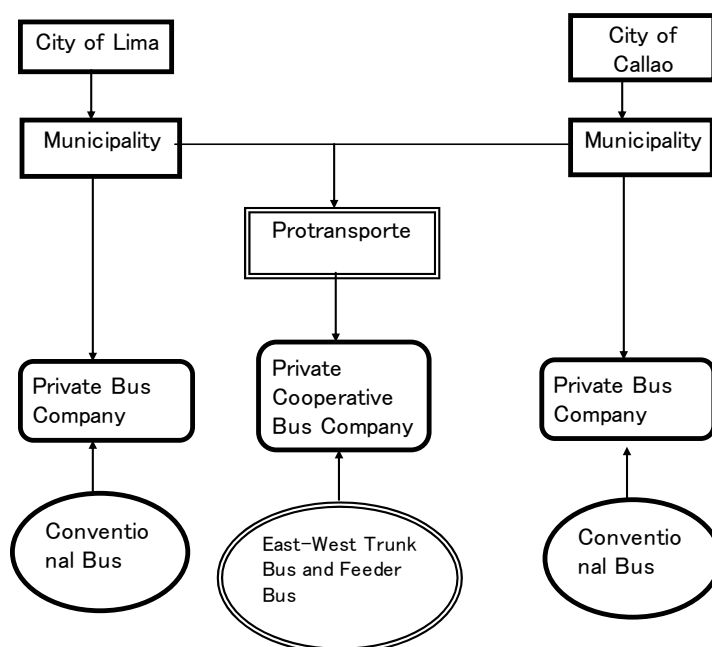 City of Lima
City of
Callao
Municipality
Municipality
Protransporte
Private Bus
Company
Private
Cooperative
Bus Company
Private Bus
Company
Conventio
nal Bus
East-West Trunk
Bus and Feeder
Bus
Conventio
nal Bus